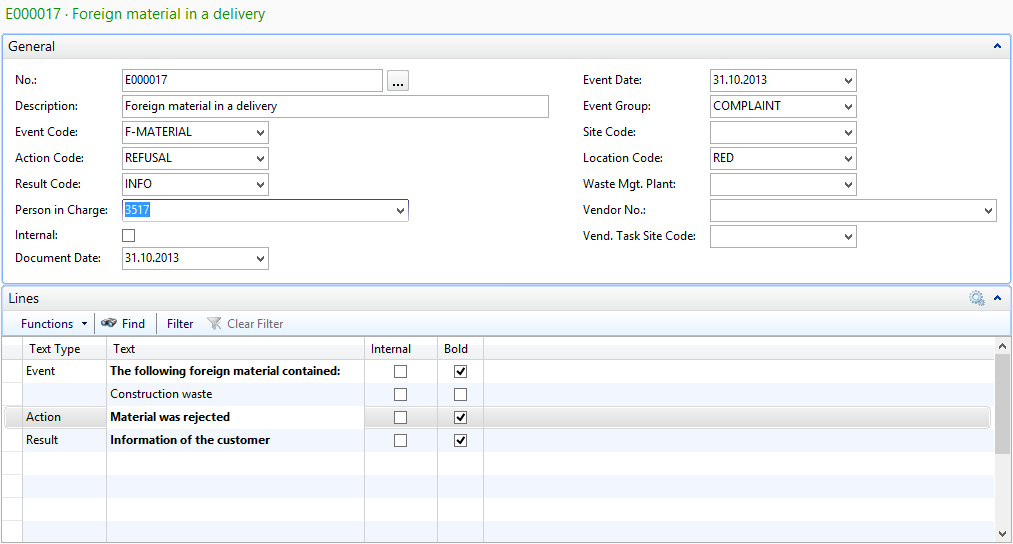 E000017 · Foreign material in a delivery
General
No.: E000017 ...
Description: Foreign material in a delivery
Event Code: F-MATERIAL
Action Code: REFUSAL
Result Code: INFO
Person in Charge: 3517
Internal:
Document Date: 31.10.2013
Event Date: 31.10.2013
Event Group: COMPLAINT
Site Code:
Location Code: RED
Waste Mgt. Plant:
Vendor No.:
Vend. Task Site Code:
Lines
Functions Find Filter Clear Filter
Text Type Text Internal Bold
Event The following foreign material contained:
Construction waste
Action Material was rejected
Result Information of the customer